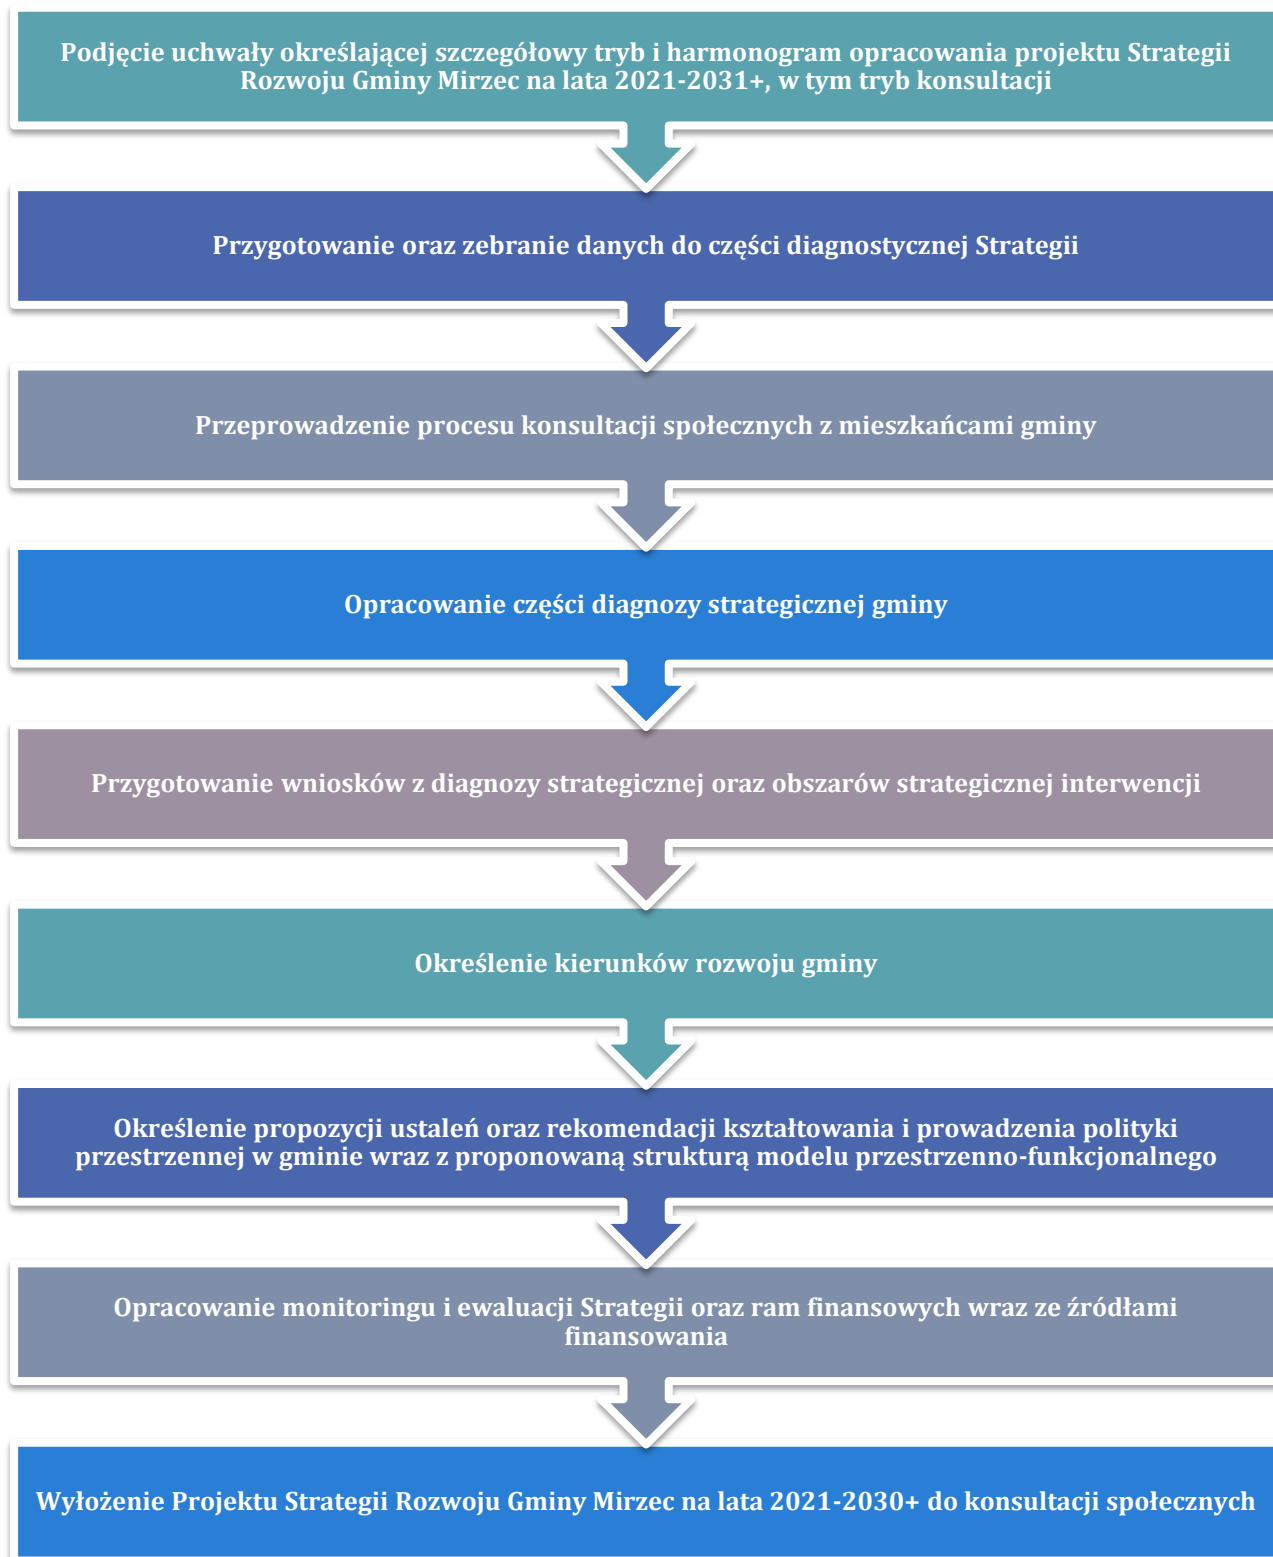 Podjęcie uchwały określającej szczegółowy tryb i harmonogram opracowania projektu Strategii
Rozwoju Gminy Mirzec na lata 2021-2031+, w tym tryb konsultacji
Przygotowanie oraz zebranie danych do części diagnostycznej Strategii
Przeprowadzenie procesu konsultacji społecznych z mieszkańcami gminy
Opracowanie części diagnozy strategicznej gminy
Przygotowanie wniosków z diagnozy strategicznej oraz obszarów strategicznej interwencji
Określenie kierunków rozwoju gminy
Określenie propozycji ustaleń oraz rekomendacji kształtowania i prowadzenia polityki
przestrzennej w gminie wraz z proponowaną strukturą modelu przestrzenno-funkcjonalnego
Opracowanie monitoringu i ewaluacji Strategii oraz ram finansowych wraz ze źródłami
finansowania
Wyłożenie Projektu Strategii Rozwoju Gminy Mirzec na lata 2021-2030+ do konsultacji społecznych